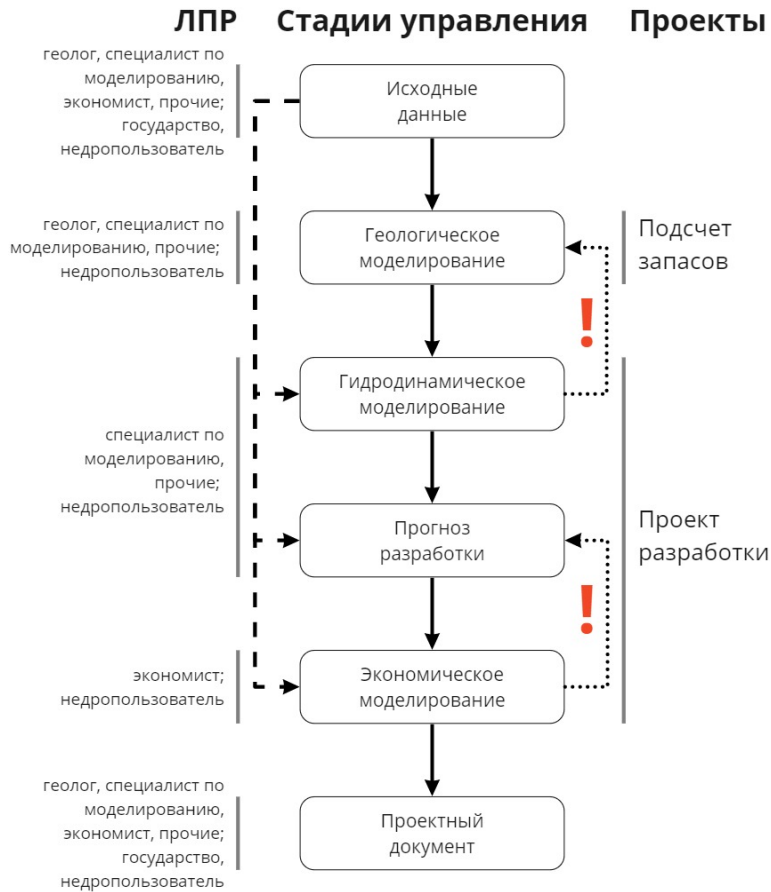 ЛПР Стадии управления Проекты
геолог, специалист по
моделированию,
экономист, прочие;
государство,
недропользователь
Исходные
данные
геолог, специалист по
моделированию, прочие;
недропользователь
Геологическое
моделирование
Подсчет
запасов
!
Гидродинамическое
моделирование
специалист по
моделированию,
прочие;
недропользователь
Прогноз
разработки
Проект
разработки
!
экономист;
недропользователь
Экономическое
моделирование
геолог, специалист по
моделированию,
экономист, прочие;
государство,
недропользователь
Проектный
документ